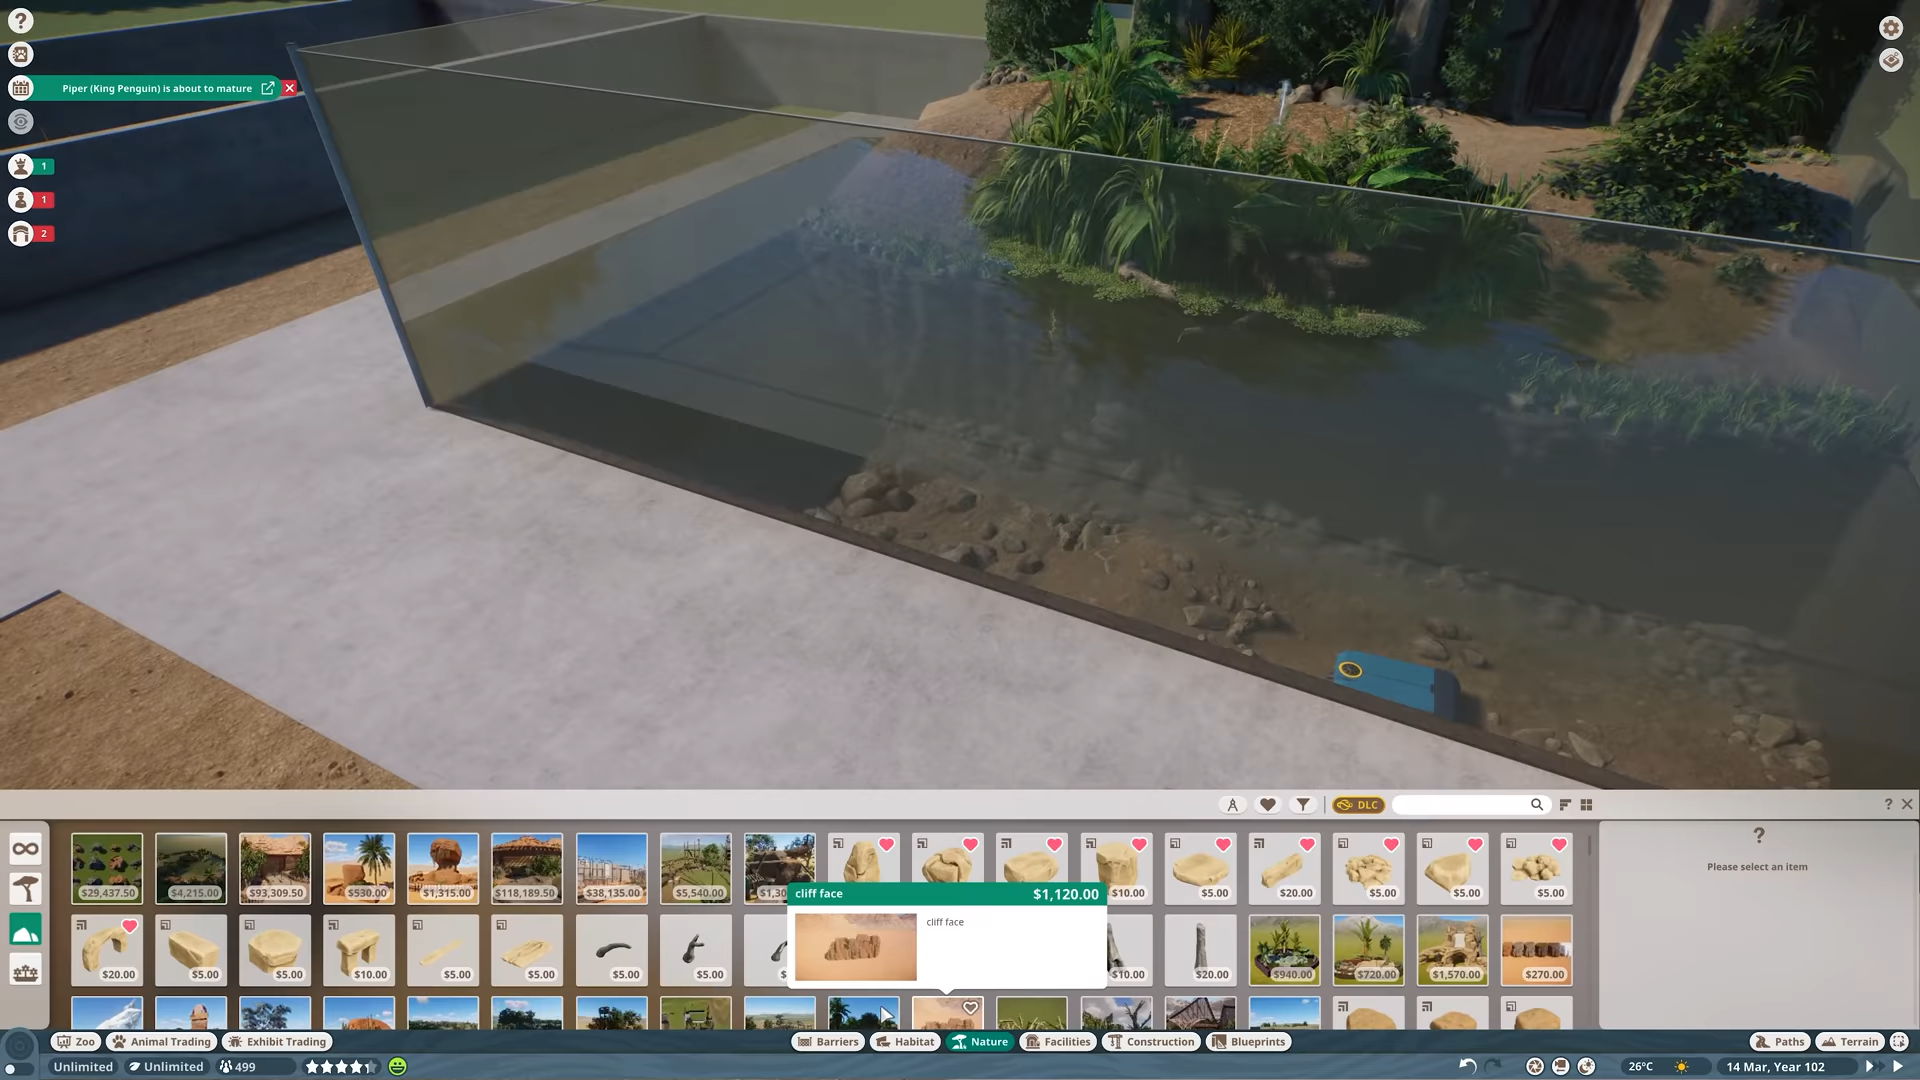 Piper (King Penguin) is about to mature
1
1
2
DLC
$29,437.50
$4,215.00
$93,309.50
$530.00
$1,315.00
$118,189.50
$38,135.00
$5,540.00
$10.00
$5.00
$20.00
$5.00
$5.00
$5.00
cliff face $1,120.00
cliff face
$20.00
$5.00
$5.00
$10.00
$5.00
$5.00
$5.00
$5.00
$10.00
$20.00
$940.00
$720.00
$1,570.00
$270.00
?
Please select an item
Zoo
Animal Trading
Exhibit Trading
Barriers
Habitat
Nature
Facilities
Construction
Blueprints
Paths
Terrain
Unlimited
Unlimited
499
26°C
14 Mar, Year 102